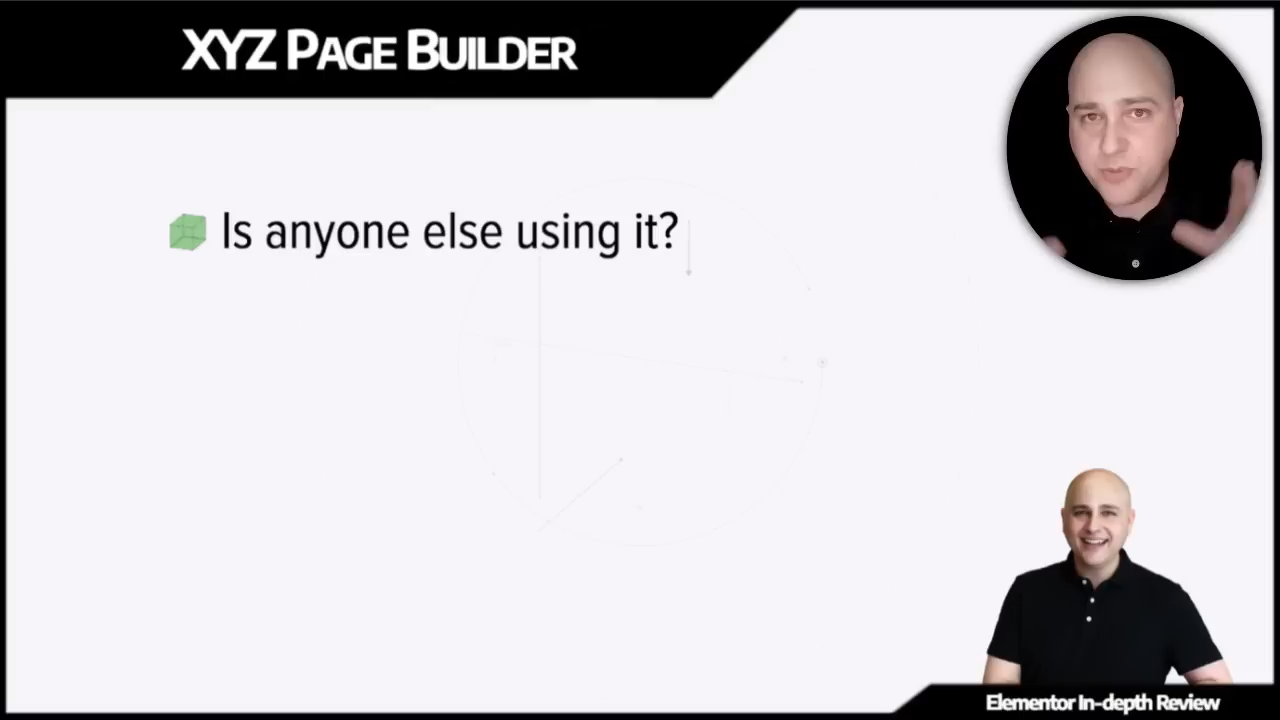 XYZ PAGE BUILDER
Is anyone else using it?
Elementor In-depth Review